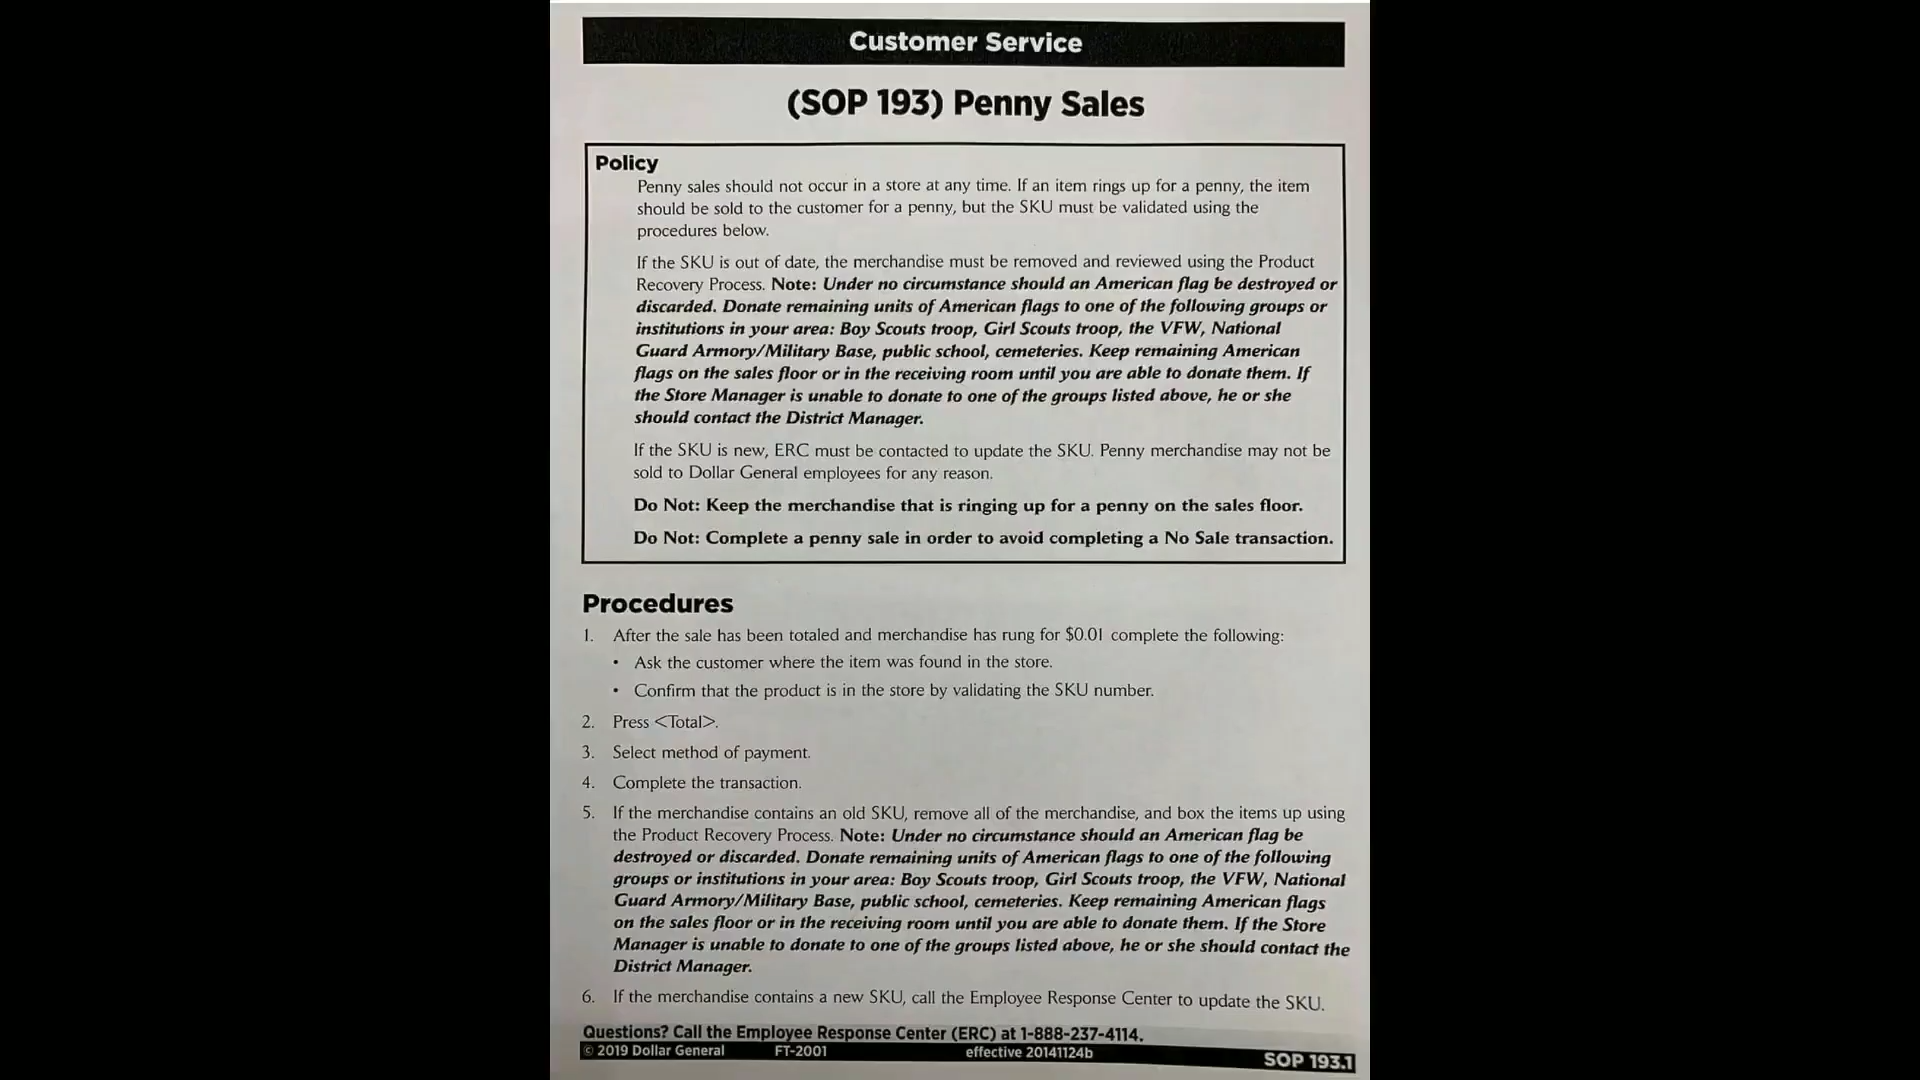 Customer Service
(SOP 193) Penny Sales
Policy
Penny sales should not occur in a store at any time. If an item rings up for a penny, the item
should be sold to the customer for a penny, but the SKU must be validated using the
procedures below.
If the SKU is out of date, the merchandise must be removed and reviewed using the Product
Recovery Process. Note: Under no circumstance should an American flag be destroyed or
discarded. Donate remaining units of American flags to one of the following groups or
institutions in your area: Boy Scouts troop, Girl Scouts troop, the VFW, National
Guard Armory/Military Base, public school, cemeteries. Keep remaining American
flags on the sales floor or in the receiving room until you are able to donate them. If
the Store Manager is unable to donate to one of the groups listed above, he or she
should contact the District Manager.
If the SKU is new, ERC must be contacted to update the SKU. Penny merchandise may not be
sold to Dollar General employees for any reason.
Do Not: Keep the merchandise that is ringing up for a penny on the sales floor.
Do Not: Complete a penny sale in order to avoid completing a No Sale transaction.
Procedures
1. After the sale has been totaled and merchandise has rung for $0.01 complete the following:
• Ask the customer where the item was found in the store.
• Confirm that the product is in the store by validating the SKU number.
2. Press <Total>.
3. Select method of payment.
4. Complete the transaction.
5. If the merchandise contains an old SKU, remove all of the merchandise, and box the items up using
the Product Recovery Process. Note: Under no circumstance should an American flag be
destroyed or discarded. Donate remaining units of American flags to one of the following
groups or institutions in your area: Boy Scouts troop, Girl Scouts troop, the VFW, National
Guard Armory/Military Base, public school, cemeteries. Keep remaining American flags
on the sales floor or in the receiving room until you are able to donate them. If the Store
Manager is unable to donate to one of the groups listed above, he or she should contact the
District Manager.
6. If the merchandise contains a new SKU, call the Employee Response Center to update the SKU.
Questions? Call the Employee Response Center (ERC) at 1-888-237-4114.
© 2019 Dollar General FT-2001 effective 20141124b SOP 193.1